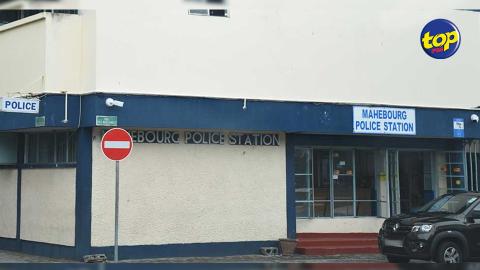 top
POLICE
MAHEBOURG
POLICE STATION
EBOURG POLICE STATION